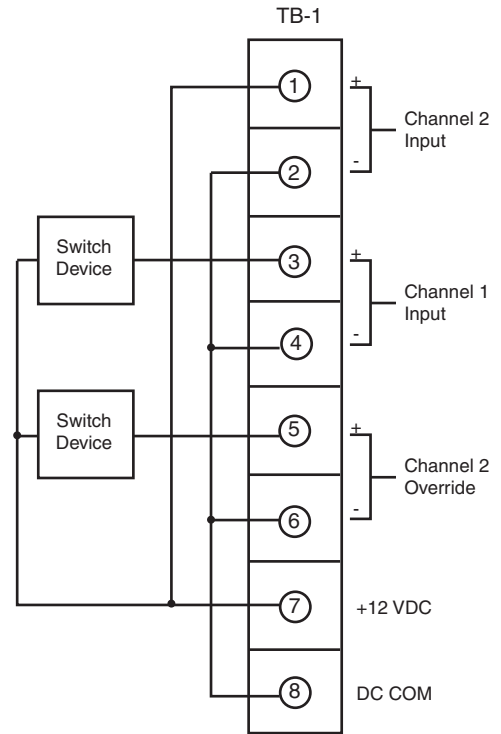 TB-1
1
+
Channel 2
Input
2
-
Switch
Device
3
+
Channel 1
Input
4
-
Switch
Device
5
+
Channel 2
Override
6
-
7
+12 VDC
8
DC COM